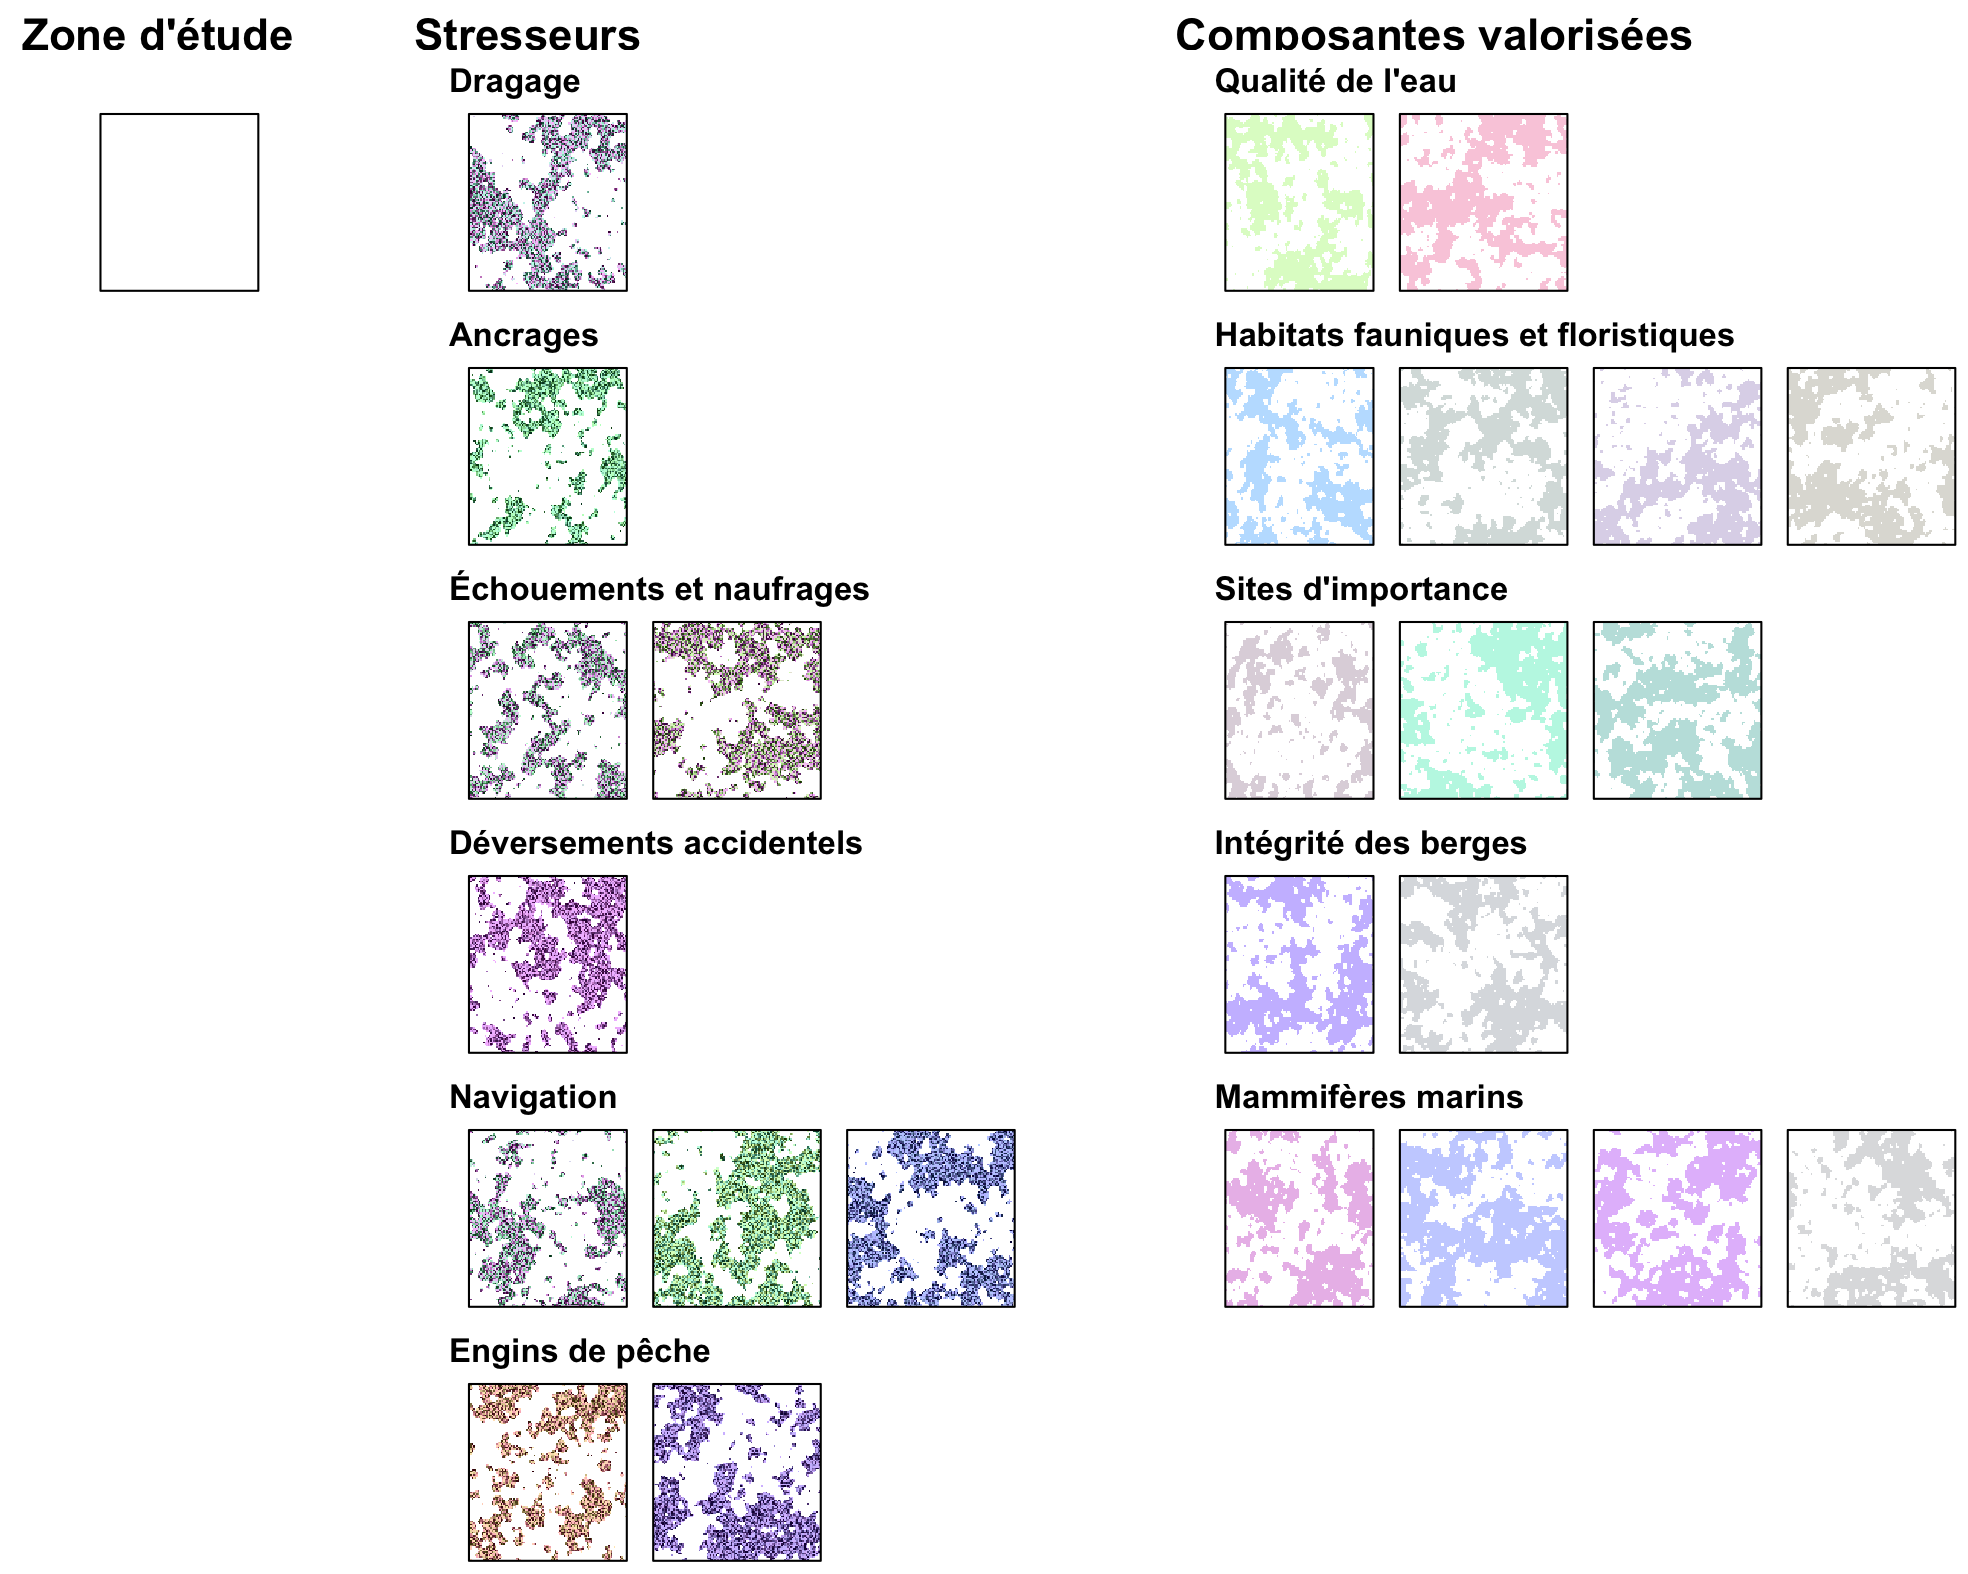 Zone d'étude
Stresseurs
Dragage
Ancrages
Échouements et naufrages
Déversements accidentels
Navigation
Engins de pêche
Composantes valorisées
Qualité de l'eau
Habitats fauniques et floristiques
Sites d'importance
Intégrité des berges
Mammifères marins